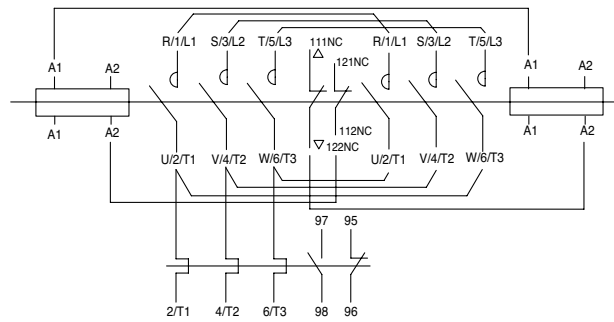 R/1/L1 S/3/L2 T/5/L3 111NC R/1/L1 S/3/L2 T/5/L3
A1 A2 121NC A1 A2
A1 A2 112NC A1 A2
122NC
U/2/T1 V/4/T2 W/6/T3 U/2/T1 V/4/T2 W/6/T3
97 95
2/T1 4/T2 6/T3 98 96